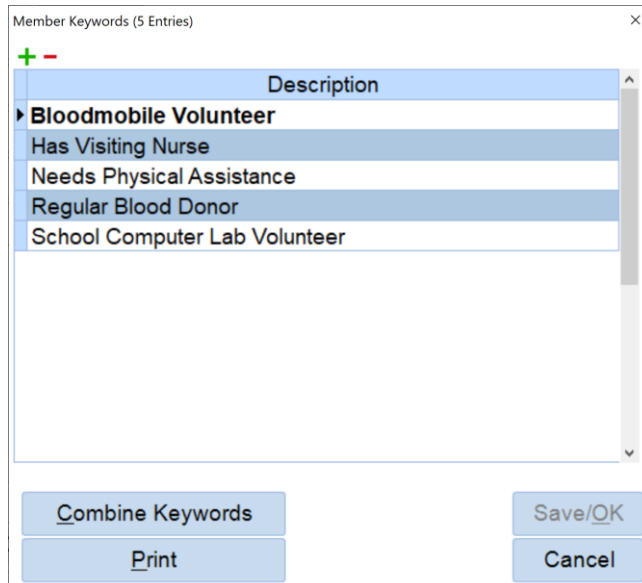 Member Keywords (5 Entries)
Description
Bloodmobile Volunteer
Has Visiting Nurse
Needs Physical Assistance
Regular Blood Donor
School Computer Lab Volunteer
Combine Keywords
Save/OK
Print
Cancel